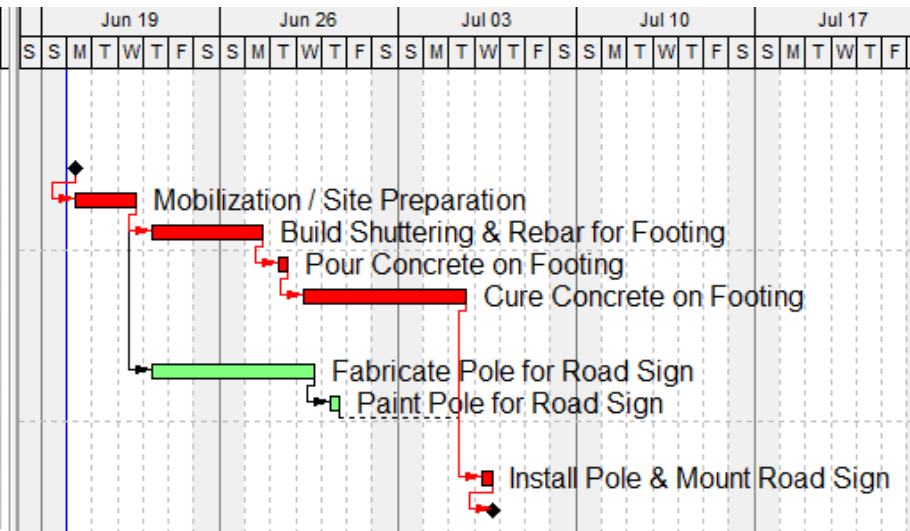 Jun 19 Jun 26 Jul 03 Jul 10 Jul 17
S S M T W T F S S M T W T F S S M T W T F S S M T W T F S S M T W T F
Mobilization / Site Preparation
Build Shuttering & Rebar for Footing
Pour Concrete on Footing
Cure Concrete on Footing
Fabricate Pole for Road Sign
Paint Pole for Road Sign
Install Pole & Mount Road Sign